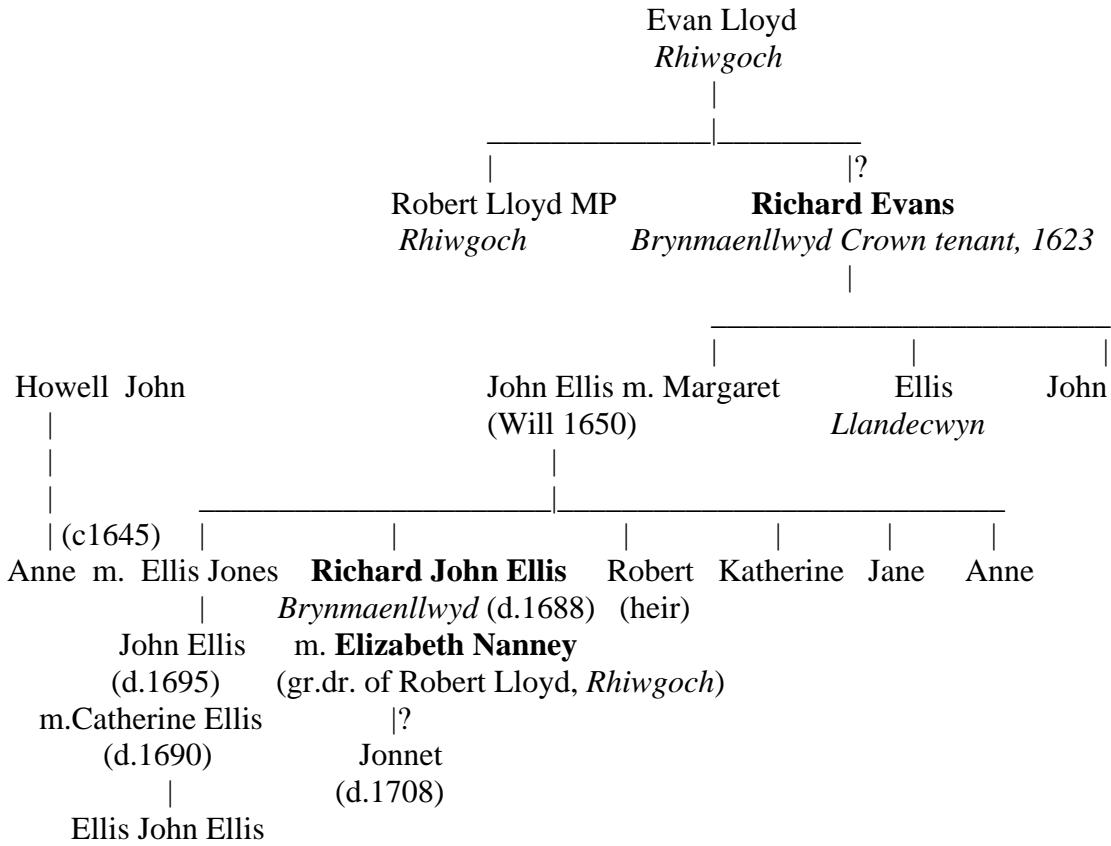 Evan Lloyd
Rhiwgoch
|?
Robert Lloyd MP Richard Evans
Rhiwgoch Brynmaenllwyd Crown tenant, 1623
Howell John John Ellis m. Margaret Ellis John
(Will 1650) Llandecwyn
(c1645)
Anne m. Ellis Jones Richard John Ellis Robert Katherine Jane Anne
Brynmaenllwyd (d.1688) (heir)
John Ellis m. Elizabeth Nanney
(d.1695) (gr.dr. of Robert Lloyd, Rhiwgoch)
m.Catherine Ellis |?
(d.1690) Jonnet
(d.1708)
Ellis John Ellis